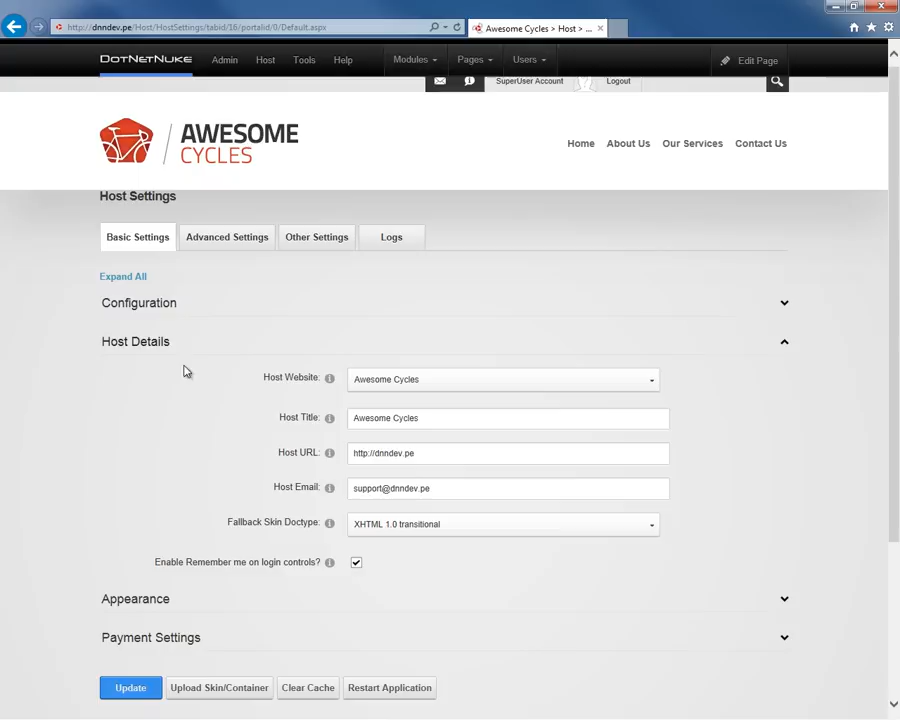 http://dnndev.pe/Host/HostSettings/tabid/16/portalid/0/Default.aspx
Awesome Cycles > Host > ...
DOTNETNUKE Admin Host Tools Help Modules Pages Users Edit Page
SuperUser Account Logout
AWESOME
CYCLES
Home About Us Our Services Contact Us
Host Settings
Basic Settings Advanced Settings Other Settings Logs
Expand All
Configuration
Host Details
Host Website: Awesome Cycles
Host Title: Awesome Cycles
Host URL: http://dnndev.pe
Host Email: support@dnndev.pe
Fallback Skin Doctype: XHTML 1.0 transitional
Enable Remember me on login controls?
Appearance
Payment Settings
Update Upload Skin/Container Clear Cache Restart Application